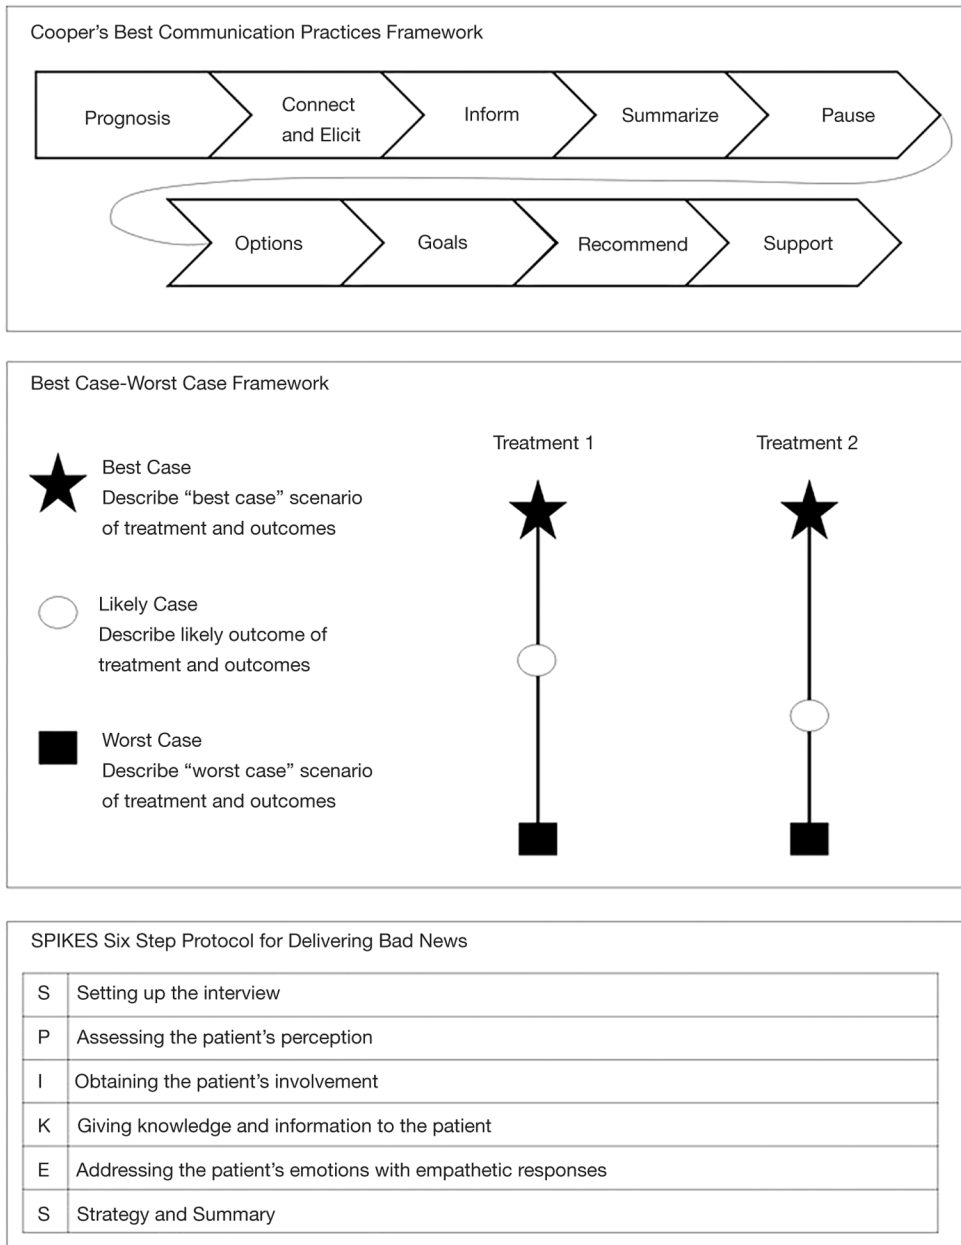 Cooper’s Best Communication Practices Framework
Prognosis
Connect
and Elicit
Inform
Summarize
Pause
Options
Goals
Recommend
Support
Best Case-Worst Case Framework
Best Case
Describe “best case” scenario
of treatment and outcomes
Likely Case
Describe likely outcome of
treatment and outcomes
Worst Case
Describe “worst case” scenario
of treatment and outcomes
Treatment 1
Treatment 2
SPIKES Six Step Protocol for Delivering Bad News
S Setting up the interview
P Assessing the patient’s perception
I Obtaining the patient’s involvement
K Giving knowledge and information to the patient
E Addressing the patient’s emotions with empathetic responses
S Strategy and Summary